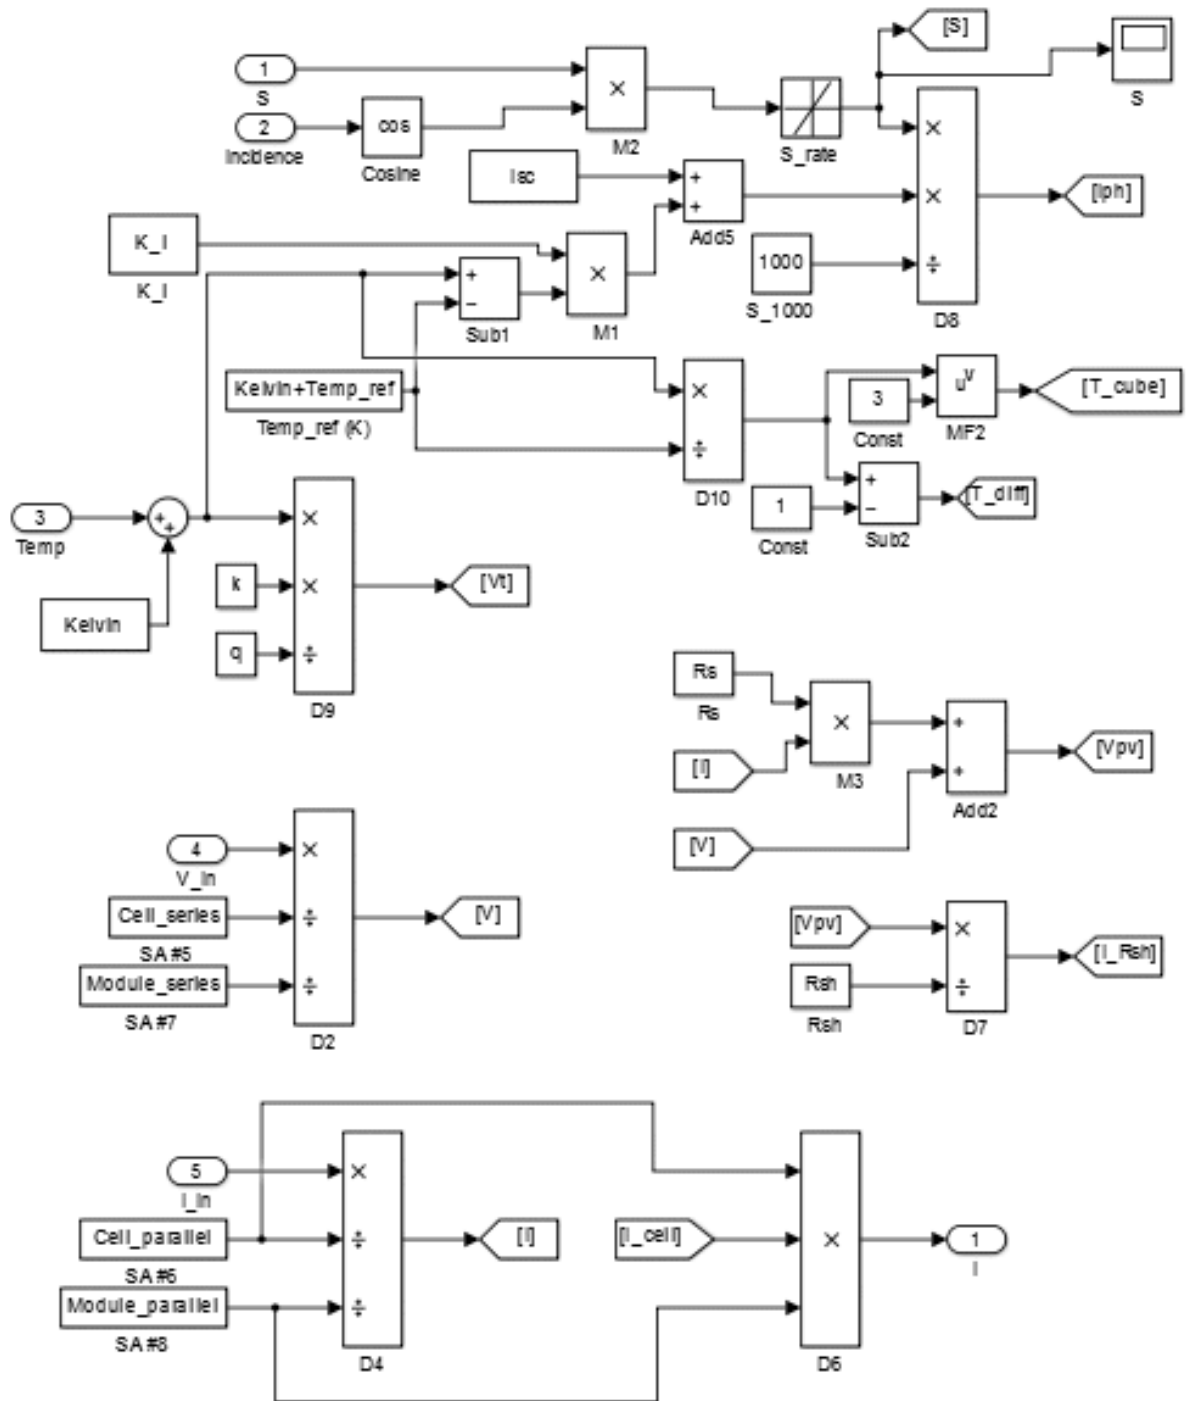 [S]
1
S
×
S
cos
2
Incidence
Cosine
M2
S_rate
×
Isc
+
+
Add5
×
[Iph]
K_I
K_I
+
−
Sub1
×
M1
1000
S_1000
÷
D8
Kelvin+Temp_ref
Temp_ref (K)
×
÷
D10
3
Const
u^v
MF2
[T_cube]
1
Const
+
−
Sub2
[T_diff]
3
Temp
+
+
Kelvin
×
k
×
q
÷
D9
[Vt]
Rs
Rs
[I]
×
M3
[V]
+
+
Add2
[Vpv]
4
V_in
×
Cell_series
÷
SA#5
Module_series
÷
SA#7
D2
[V]
[Vpv]
×
Rsh
÷
Rsh
D7
[I_Rsh]
5
I_in
×
Cell_parallel
÷
SA#6
Module_parallel
÷
SA#8
D4
[I]
[I_cell]
×
D6
1
I